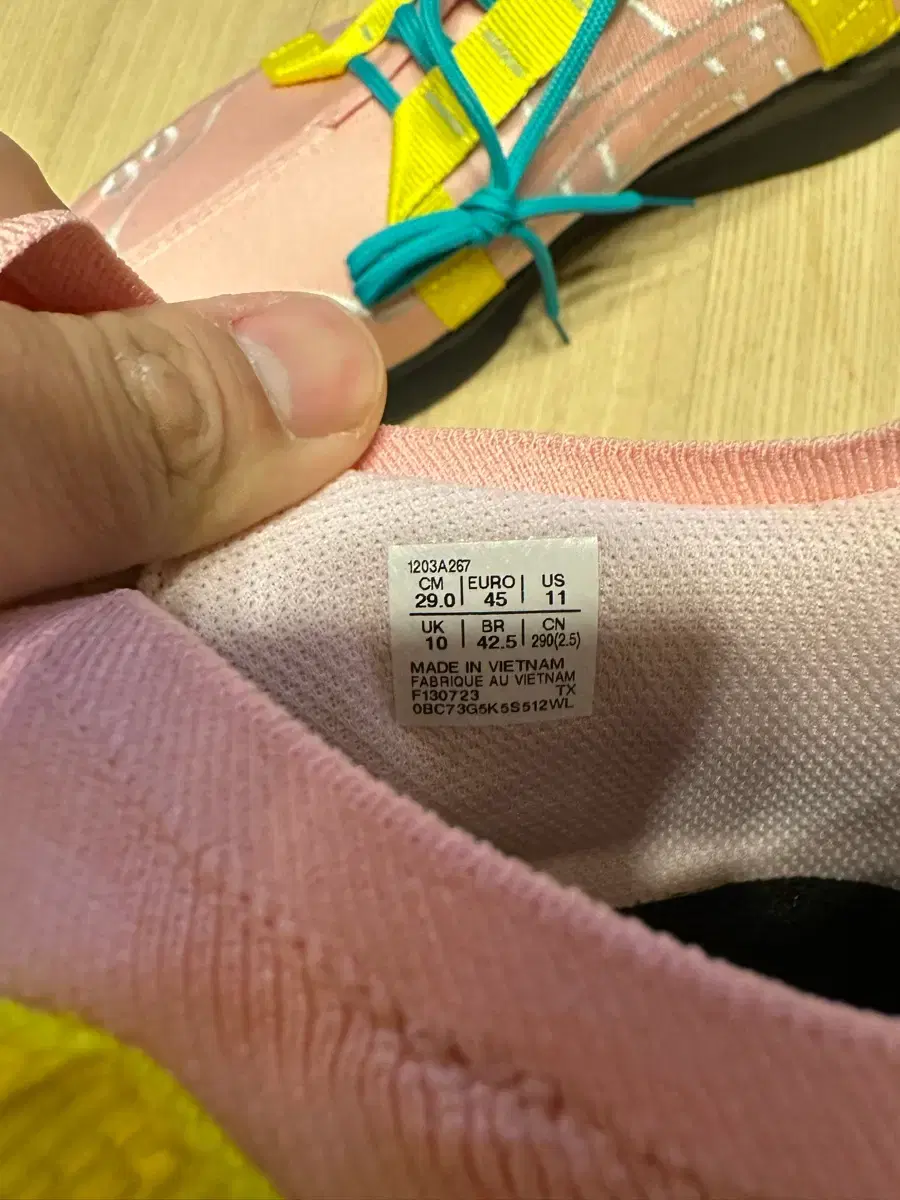 1203A267
CM | EURO | US
29.0 | 45 | 11
UK | BR | CN
10 | 42.5 | 290(2.5)
MADE IN VIETNAM
FABRIQUE AU VIETNAM
F130723 TX
0BC73G5K5S512WL